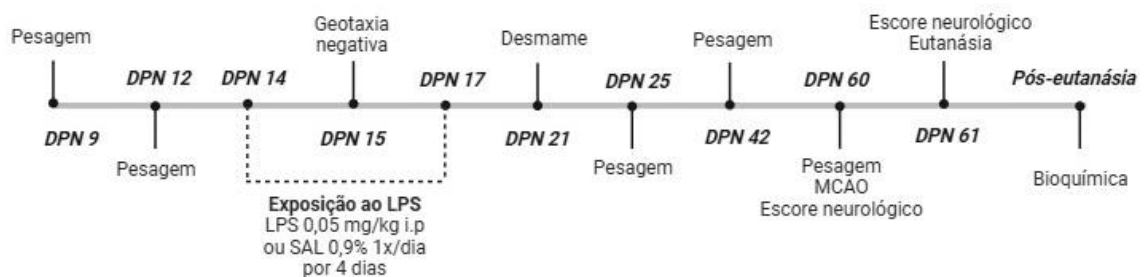 Pesagem
Geotaxia
negativa
Desmame
Pesagem
Escore neurológico
Eutanásia
DPN 12
DPN 14
DPN 17
DPN 25
DPN 60
Pós-eutanásia
DPN 9
DPN 15
DPN 21
DPN 42
DPN 61
Pesagem
Pesagem
Pesagem
MCAO
Escore neurológico
Bioquímica
Exposição ao LPS
LPS 0,05 mg/kg i.p
ou SAL 0,9% 1x/dia
por 4 dias